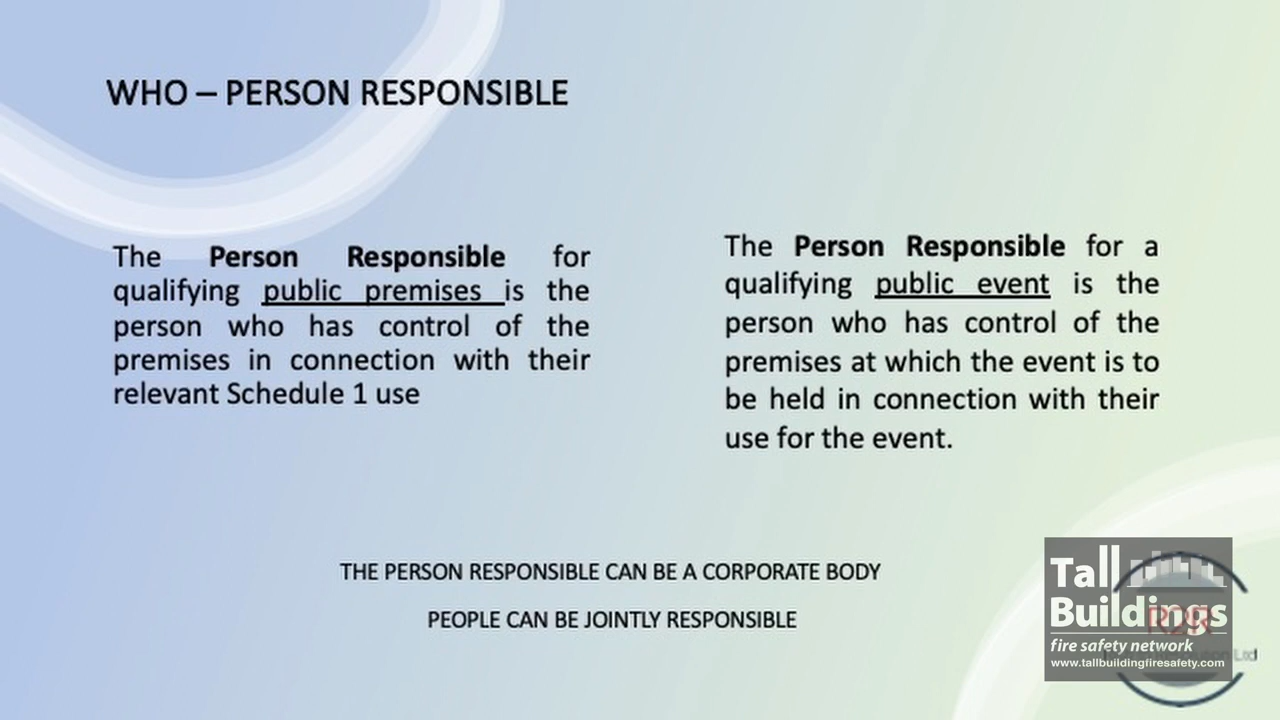 WHO – PERSON RESPONSIBLE
The Person Responsible for
qualifying public premises is the
person who has control of the
premises in connection with their
relevant Schedule 1 use
The Person Responsible for a
qualifying public event is the
person who has control of the
premises at which the event is to
be held in connection with their
use for the event.
THE PERSON RESPONSIBLE CAN BE A CORPORATE BODY
PEOPLE CAN BE JOINTLY RESPONSIBLE
Tall
Buildings
fire safety network
www.tallbuildingfiresafety.com
Ltd